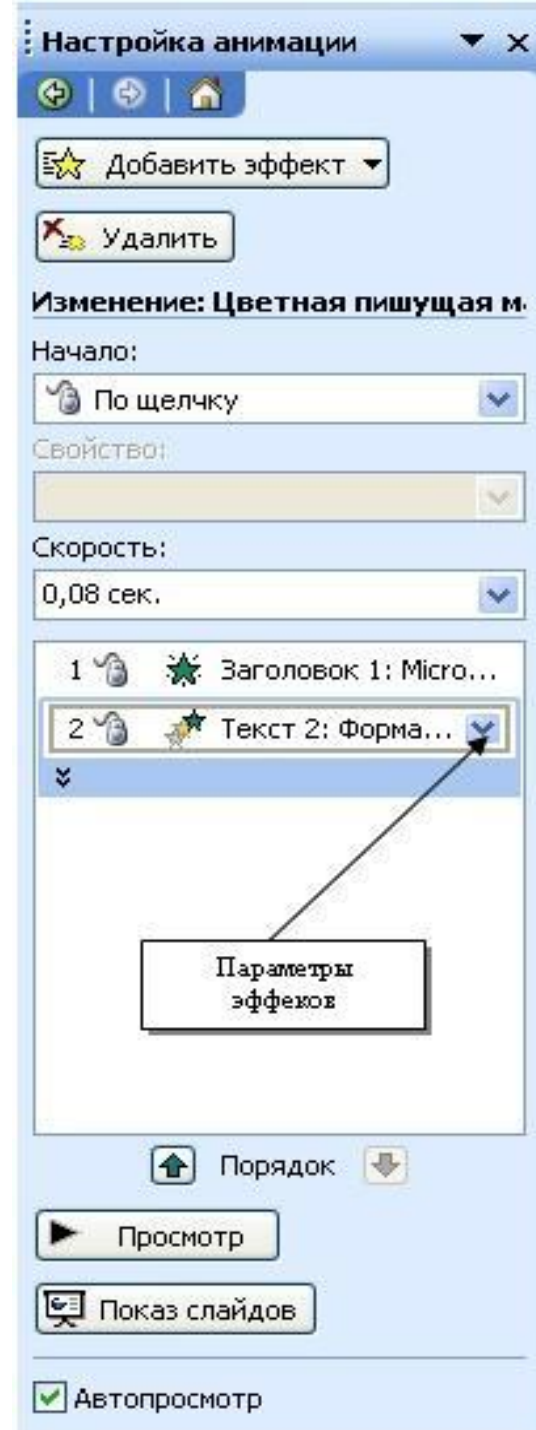 Настройка анимации
Добавить эффект
Удалить
Изменение: Цветная пишущая м
Начало:
По щелчку
Свойство:
Скорость:
0,08 сек.
1 Заголовок 1: Micro...
2 Текст 2: Форма...
Параметры
эффеков
Порядок
Просмотр
Показ слайдов
Автопросмотр